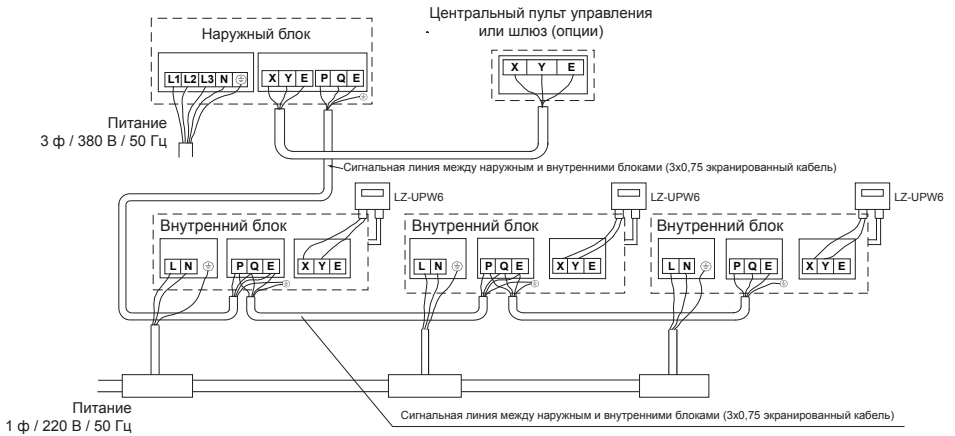 Центральный пульт управления
или шлюз (опции)
Наружный блок
L1 L2 L3 N
X Y E P Q E
X Y E
Питание
3 ф / 380 В / 50 Гц
Сигнальная линия между наружным и внутренними блоками (3х0,75 экранированный кабель)
LZ-UPW6
LZ-UPW6
LZ-UPW6
Внутренний блок
Внутренний блок
Внутренний блок
L N P Q E X Y E
L N P Q E X Y E
L N P Q E X Y E
Питание
1 ф / 220 В / 50 Гц
Сигнальная линия между наружным и внутренними блоками (3х0,75 экранированный кабель)